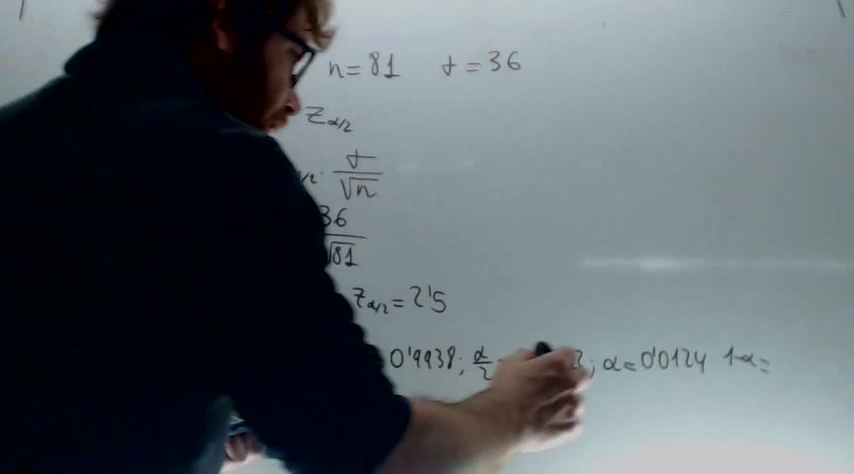 n=81 σ=36
Z α/2
σ/√n
36/√81
Z α/2 = 2'5
0'9938; α/2 ; α=0'0124 1-α=